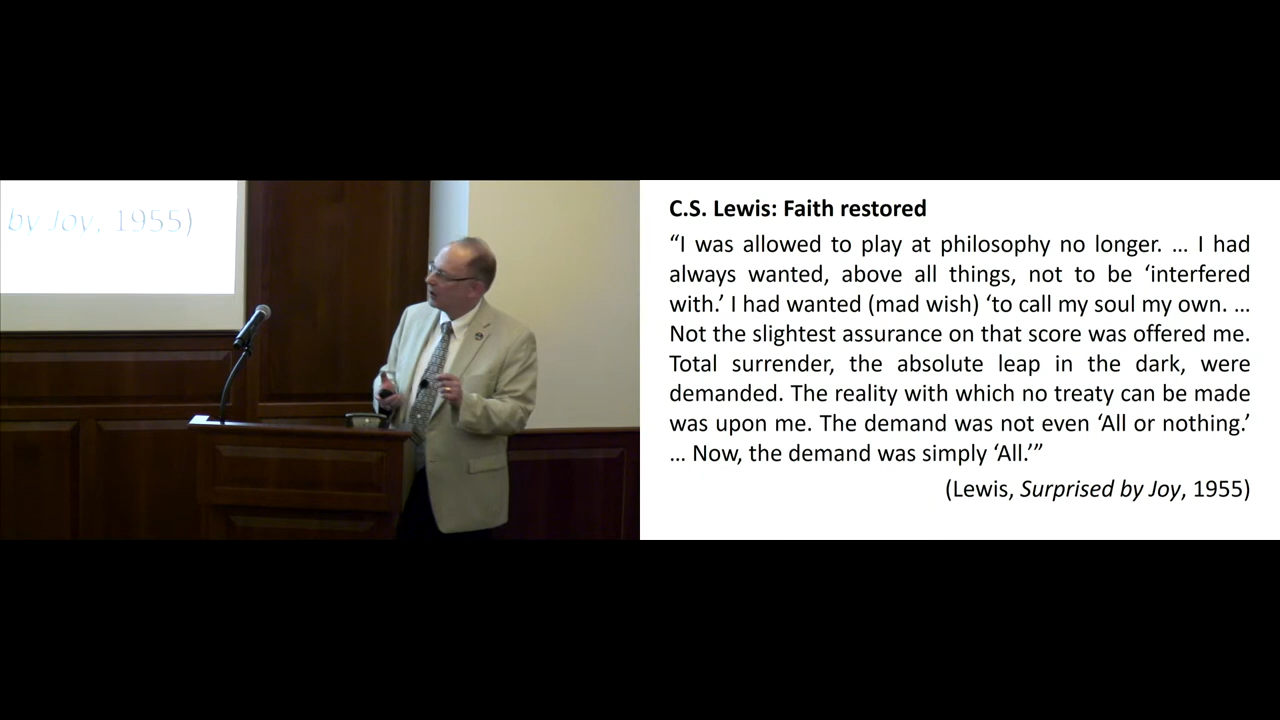 by Joy, 1955)
C.S. Lewis: Faith restored
“I was allowed to play at philosophy no longer. … I had
always wanted, above all things, not to be ‘interfered
with.’ I had wanted (mad wish) ‘to call my soul my own. …
Not the slightest assurance on that score was offered me.
Total surrender, the absolute leap in the dark, were
demanded. The reality with which no treaty can be made
was upon me. The demand was not even ‘All or nothing.’
… Now, the demand was simply ‘All.’”
(Lewis, Surprised by Joy, 1955)